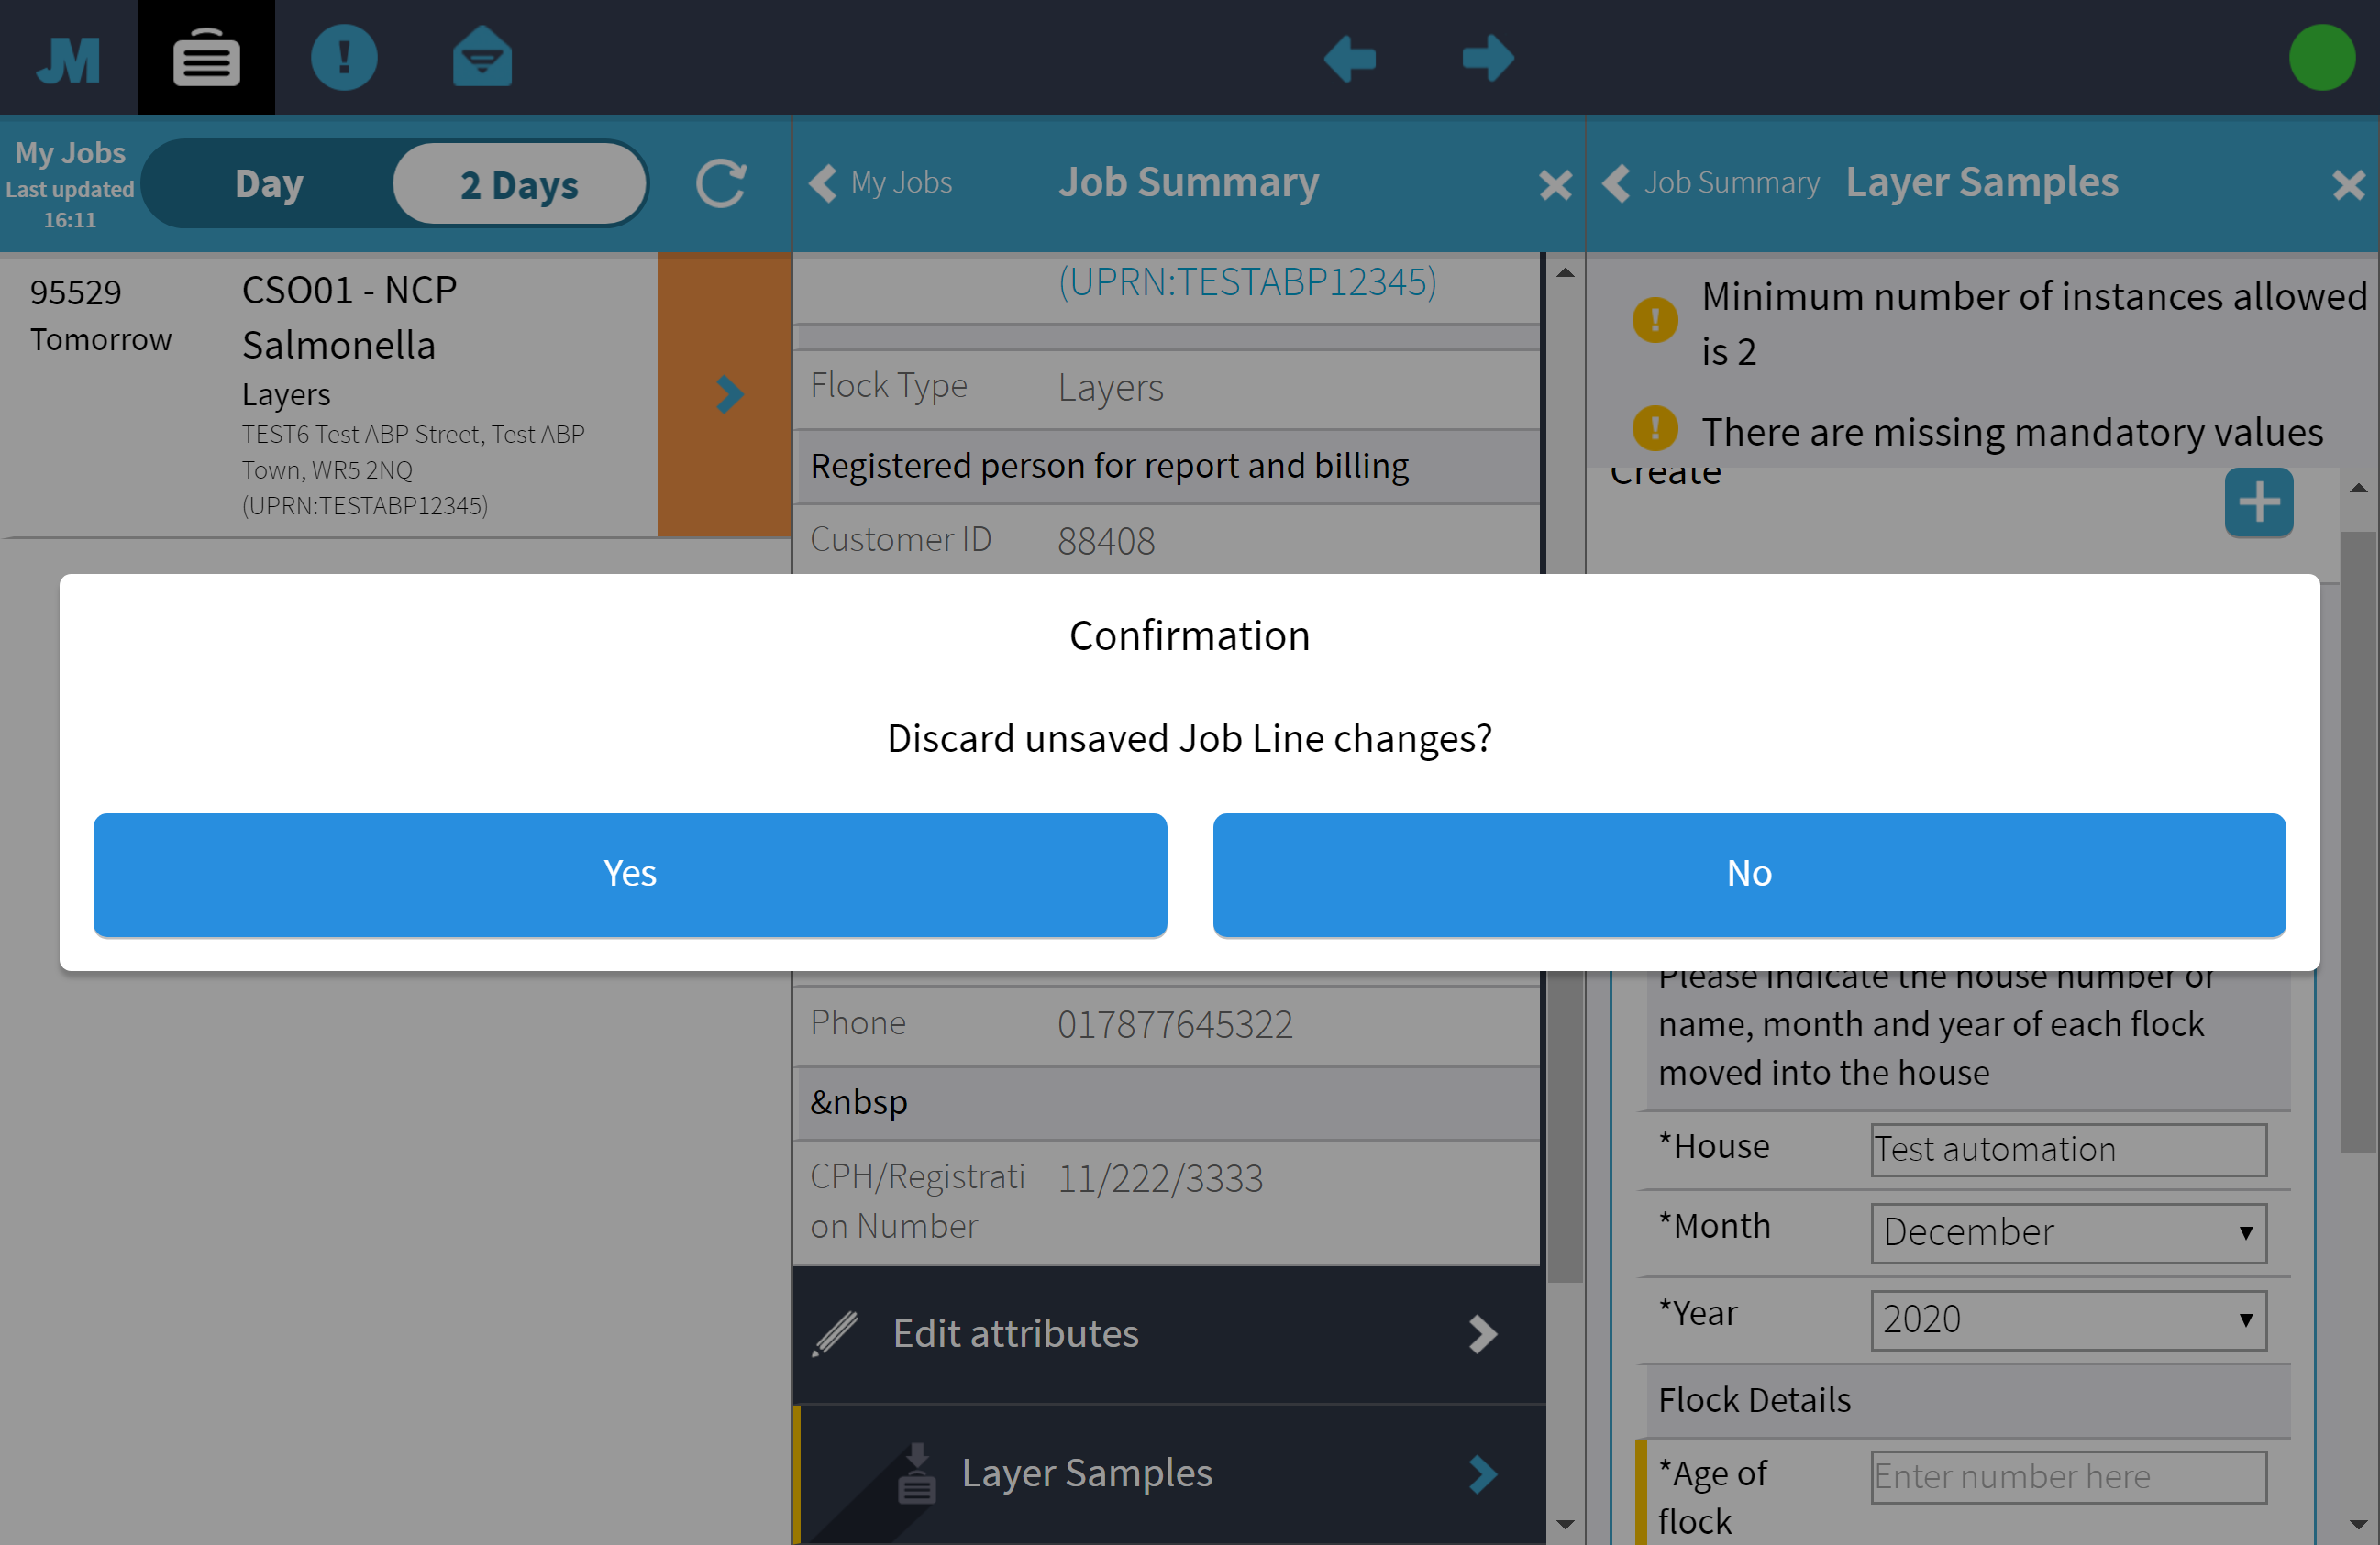 JM
My Jobs
Last updated
16:11
Day
2 Days
My Jobs
Job Summary
Job Summary
Layer Samples
95529
Tomorrow
CSO01 - NCP
Salmonella
Layers
TEST6 Test ABP Street, Test ABP
Town, WR5 2NQ
(UPRN:TESTABP12345)
(UPRN:TESTABP12345)
Flock Type
Layers
Registered person for report and billing
Customer ID
88408
Minimum number of instances allowed
is 2
There are missing mandatory values
Create
Confirmation
Discard unsaved Job Line changes?
Yes
No
Phone
017877645322
&nbsp
CPH/Registrati
on Number
11/222/3333
Edit attributes
Layer Samples
Please indicate the house number or
name, month and year of each flock
moved into the house
*House
Test automation
*Month
December
*Year
2020
Flock Details
*Age of
flock
Enter number here